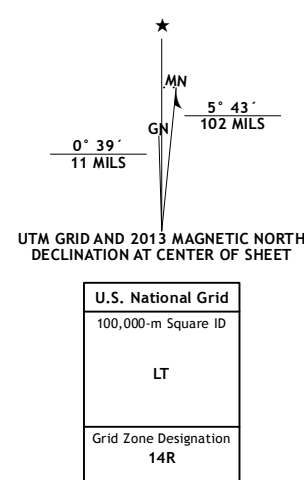 MN
GN
5° 43´
102 MILS
0° 39´
11 MILS
UTM GRID AND 2013 MAGNETIC NORTH
DECLINATION AT CENTER OF SHEET
U.S. National Grid
100,000-m Square ID
LT
Grid Zone Designation
14R